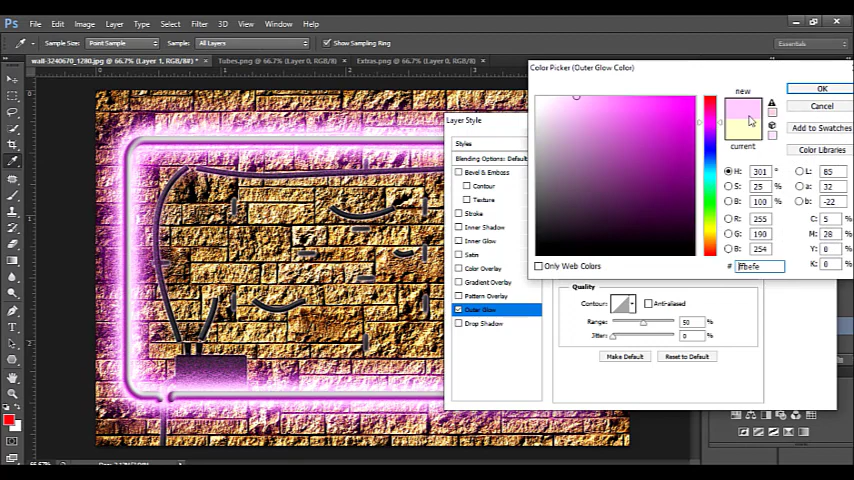 Ps File Edit Image Layer Type Select Filter 3D View Window Help
Sample Size: Point Sample Sample: All Layers Show Sampling Ring Essentials
wall-3240670_1280.jpg @ 66.7% (Layer 1, RGB/8#) * × Tubes.png @ 66.7% (Layer 0, RGB/8) × Extras.png @ 66.7% (Layer 0, RGB/8) ×
Color Picker (Outer Glow Color)
new
current
OK
Cancel
Add to Swatches
Color Libraries
H: 301 °
S: 25 %
B: 100 %
R: 255
G: 190
B: 254
L: 85
a: 32
b: -22
C: 5 %
M: 28 %
Y: 0 %
K: 0 %
Only Web Colors
#
Layer Style
Styles
Blending Options: Default
Bevel & Emboss
Contour
Texture
Stroke
Inner Shadow
Inner Glow
Satin
Color Overlay
Gradient Overlay
Pattern Overlay
Outer Glow
Drop Shadow
Quality
Contour: Anti-aliased
Range: 50 %
Jitter: 0 %
Make Default Reset to Default